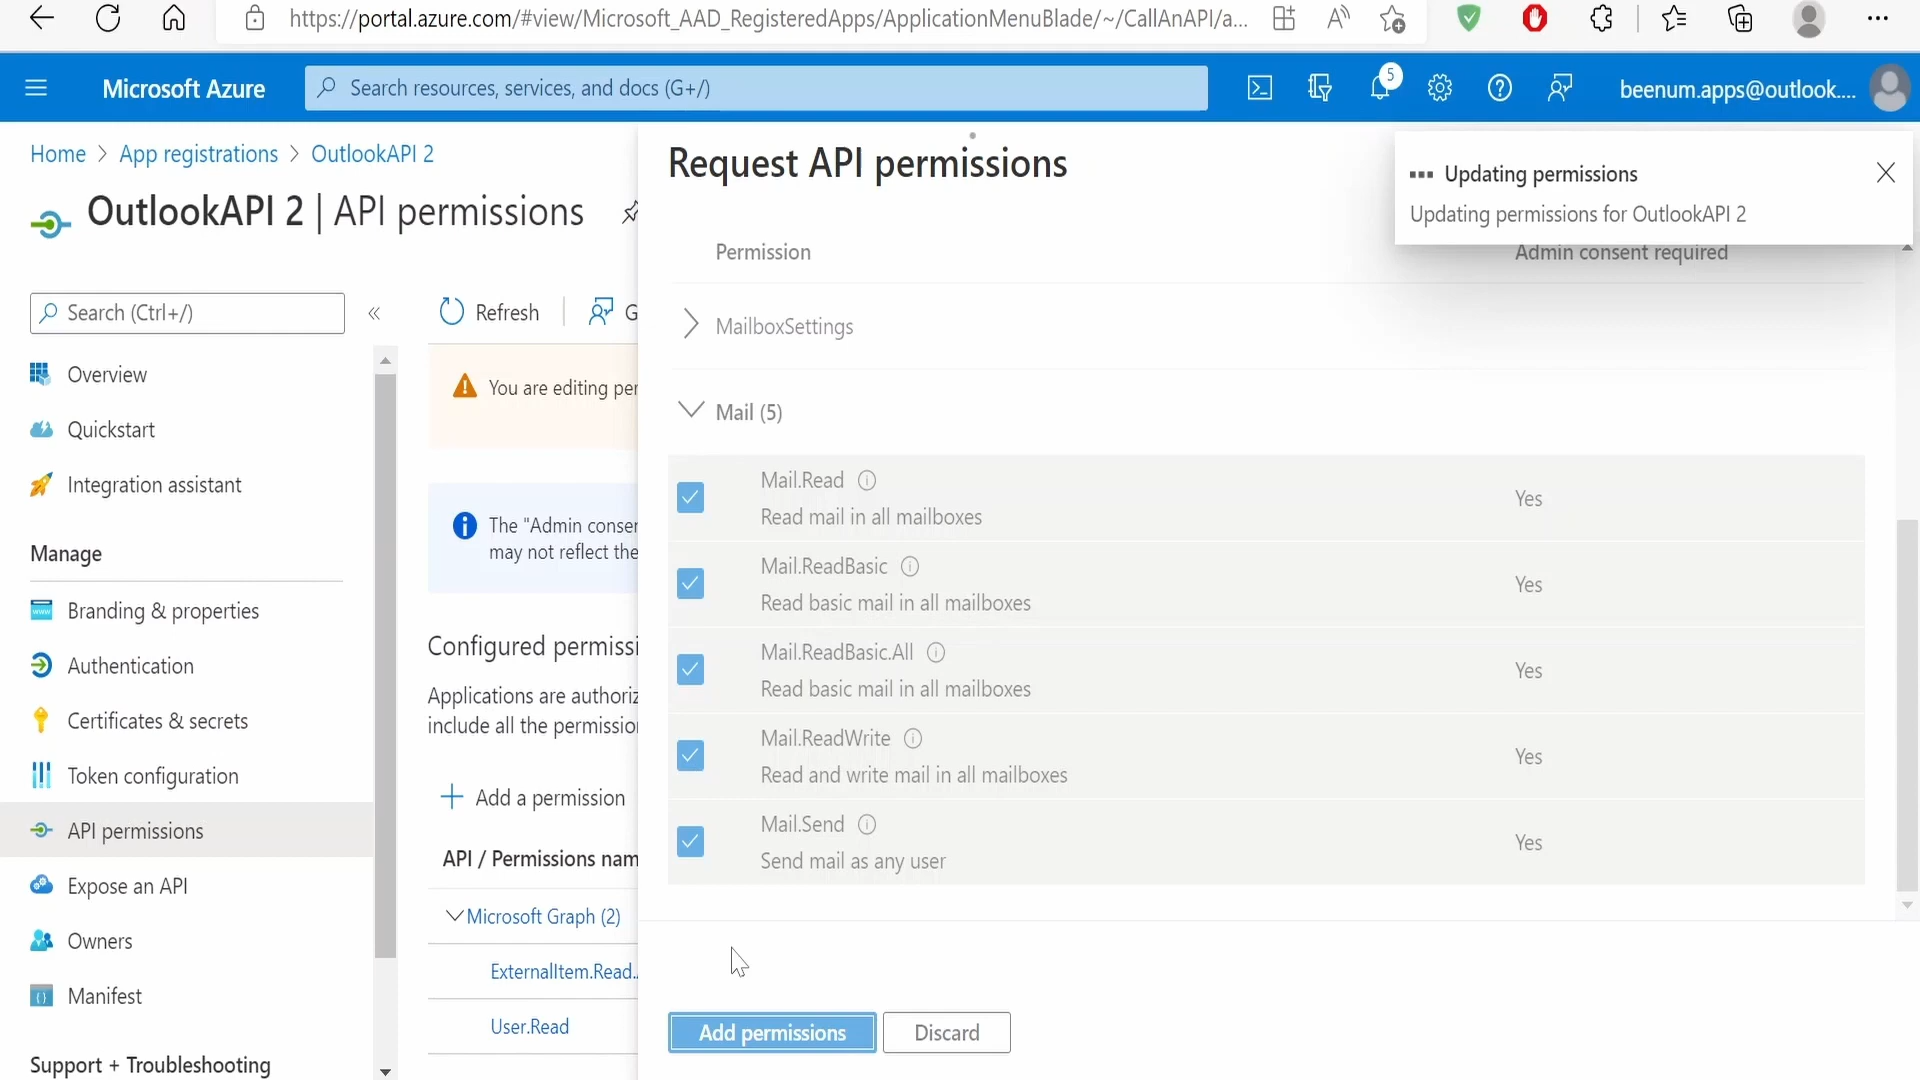 https://portal.azure.com/#view/Microsoft_AAD_RegisteredApps/ApplicationMenuBlade/~/CallAnAPI/a...
Microsoft Azure
Search resources, services, and docs (G+/)
5
beenum.apps@outlook....
Home > App registrations > OutlookAPI 2
OutlookAPI 2 | API permissions
Search (Ctrl+/)
«
Overview
Quickstart
Integration assistant
Manage
Branding & properties
Authentication
Certificates & secrets
Token configuration
API permissions
Expose an API
Owners
Manifest
Support + Troubleshooting
Refresh
G
You are editing per
The "Admin conser
may not reflect the
Configured permissi
Applications are authoriz
include all the permission
Add a permission
API / Permissions nam
Microsoft Graph (2)
ExternalItem.Read.
User.Read
Request API permissions
Updating permissions
Updating permissions for OutlookAPI 2
Permission
Admin consent required
MailboxSettings
Mail (5)
Mail.Read
Read mail in all mailboxes
Yes
Mail.ReadBasic
Read basic mail in all mailboxes
Yes
Mail.ReadBasic.All
Read basic mail in all mailboxes
Yes
Mail.ReadWrite
Read and write mail in all mailboxes
Yes
Mail.Send
Send mail as any user
Yes
Add permissions
Discard